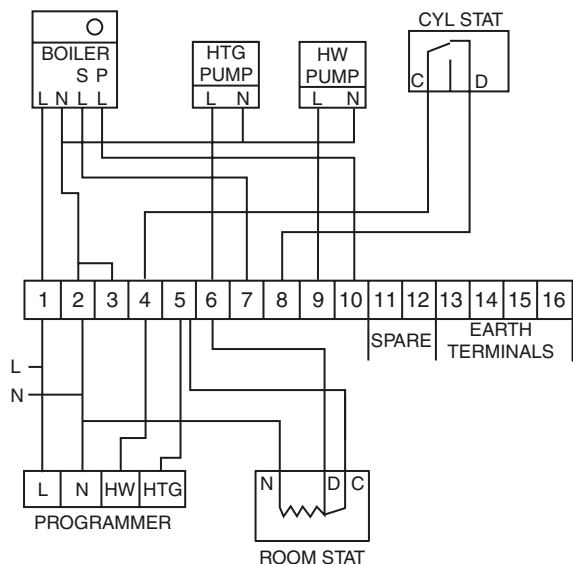 BOILER
S P
L N L L
HTG
PUMP
L N
HW
PUMP
L N
CYL STAT
C D
1 2 3 4 5 6 7 8 9 10 11 12 13 14 15 16
SPARE
EARTH
TERMINALS
L
N
L N HW HTG
PROGRAMMER
N D C
ROOM STAT